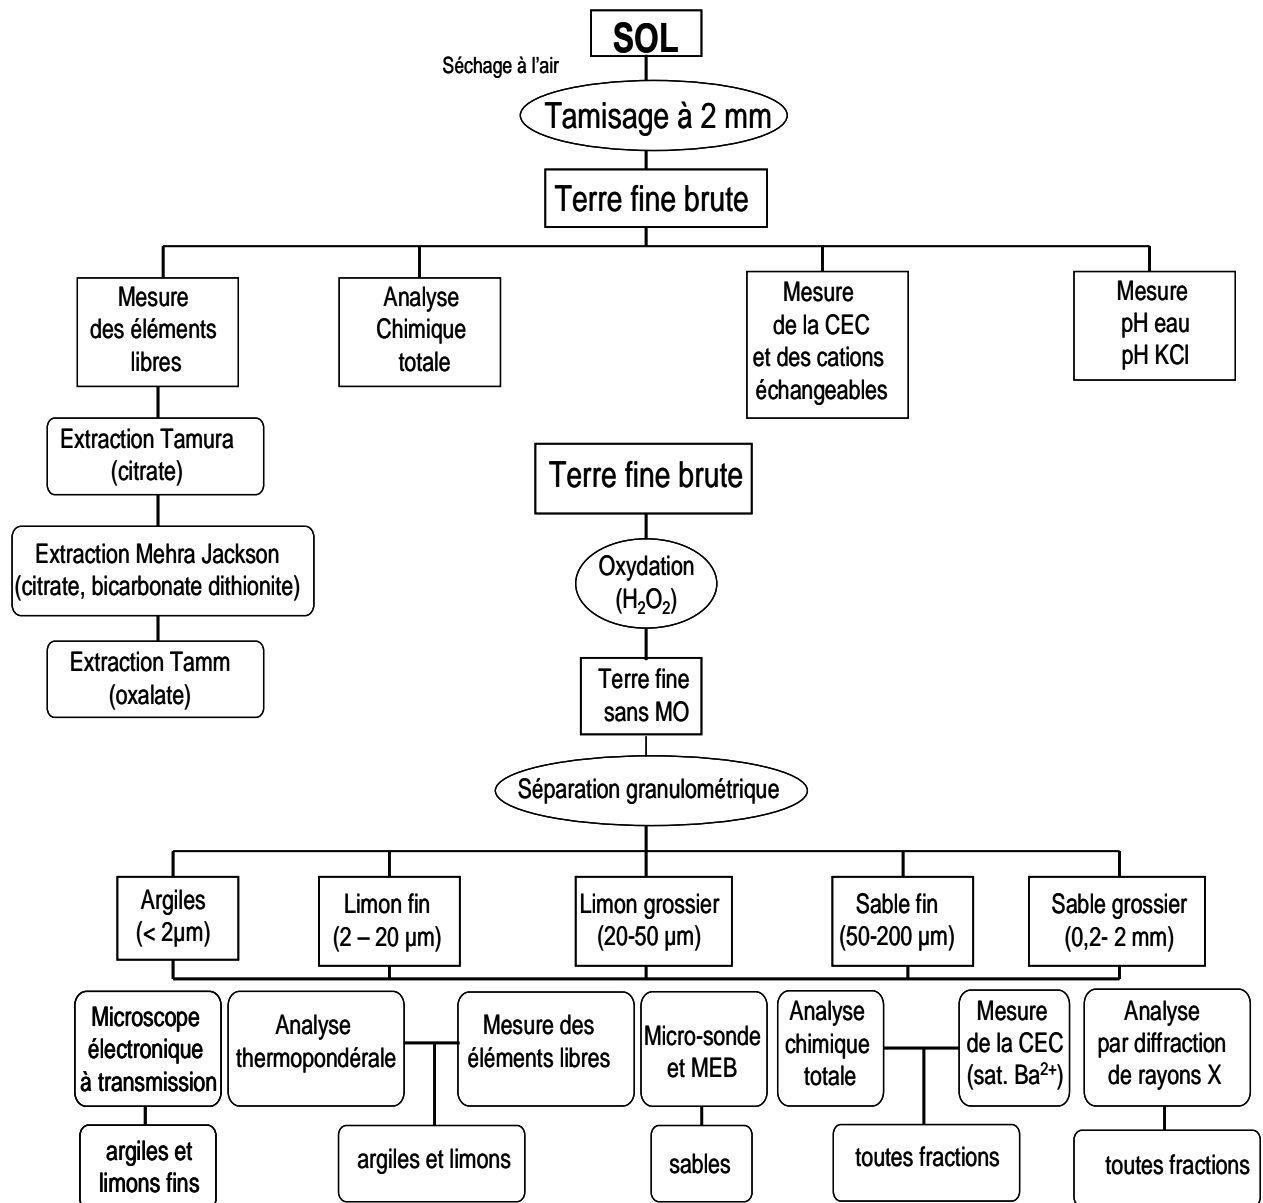 SOL
Séchage à l'air
Tamisage à 2 mm
Terre fine brute
Mesure
des éléments
libres
Analyse
Chimique
totale
Mesure
de la CEC
et des cations
échangeables
Mesure
pH eau
pH KCl
Extraction Tamura
(citrate)
Extraction Mehra Jackson
(citrate, bicarbonate dithionite)
Extraction Tamm
(oxalate)
Terre fine brute
Oxydation
(H₂O₂)
Terre fine
sans MO
Séparation granulométrique
Argiles
(< 2µm)
Limon fin
(2 – 20 µm)
Limon grossier
(20-50 µm)
Sable fin
(50-200 µm)
Sable grossier
(0,2- 2 mm)
Microscope
électronique
à transmission
Analyse
thermopondérale
Mesure des
éléments libres
Micro-sonde
et MEB
Analyse
chimique
totale
Mesure
de la CEC
(sat. Ba²⁺)
Analyse
par diffraction
de rayons X
argiles et
limons fins
argiles et limons
sables
toutes fractions
toutes fractions